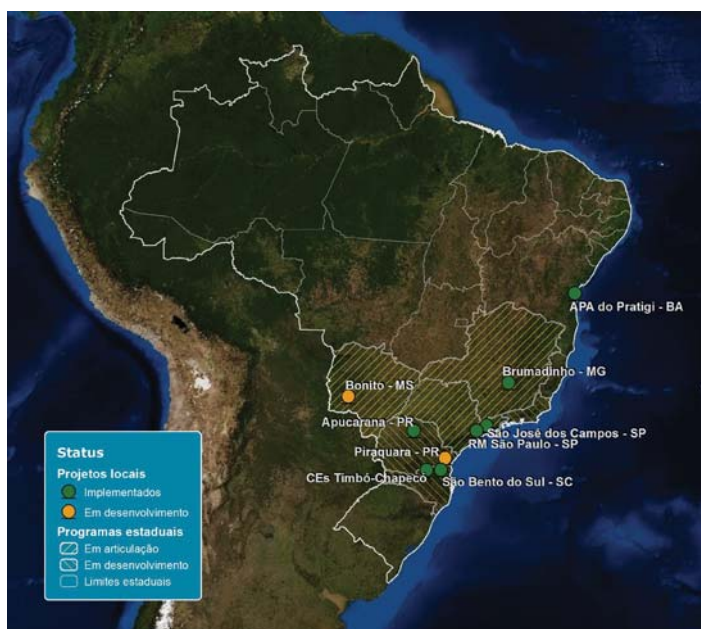 APA do Pratigi - BA
Brumadinho - MG
Bonito - MS
Apucarana - PR
São José dos Campos - SP
RM São Paulo - SP
Piraquara - PR
CEs Timbó-Chapecó
São Bento do Sul - SC
Status
Projetos locais
Implementados
Em desenvolvimento
Programas estaduais
Em articulação
Em desenvolvimento
Limites estaduais